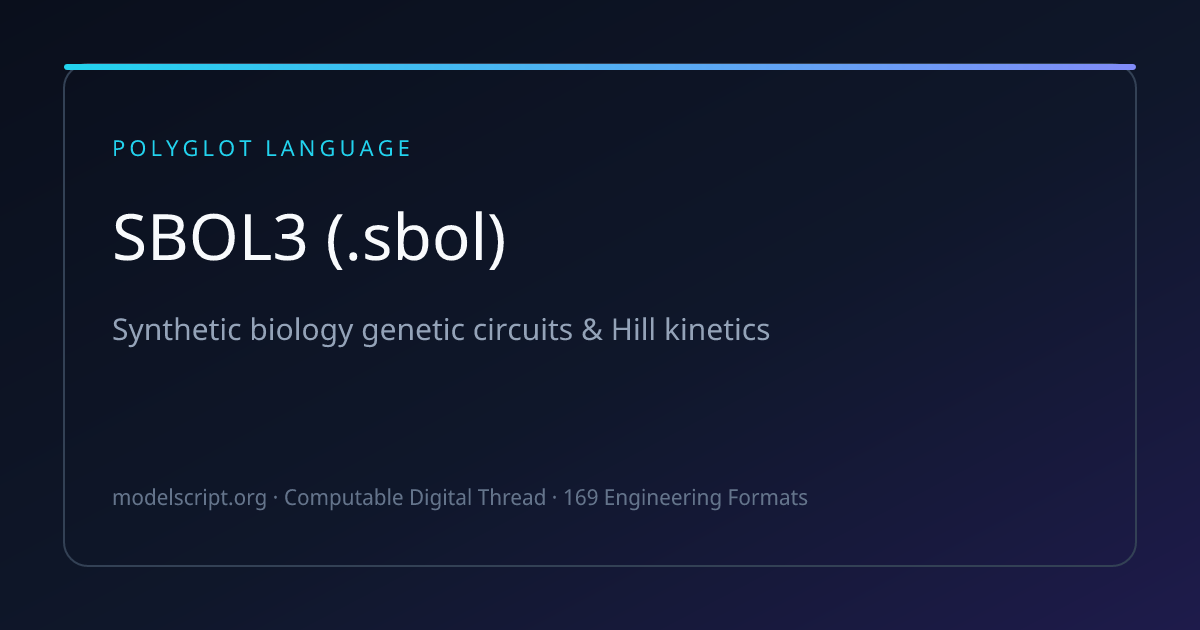 POLYGLOT LANGUAGE
SBOL3 (.sbol)
Synthetic biology genetic circuits & Hill kinetics
modelscript.org · Computable Digital Thread · 169 Engineering Formats